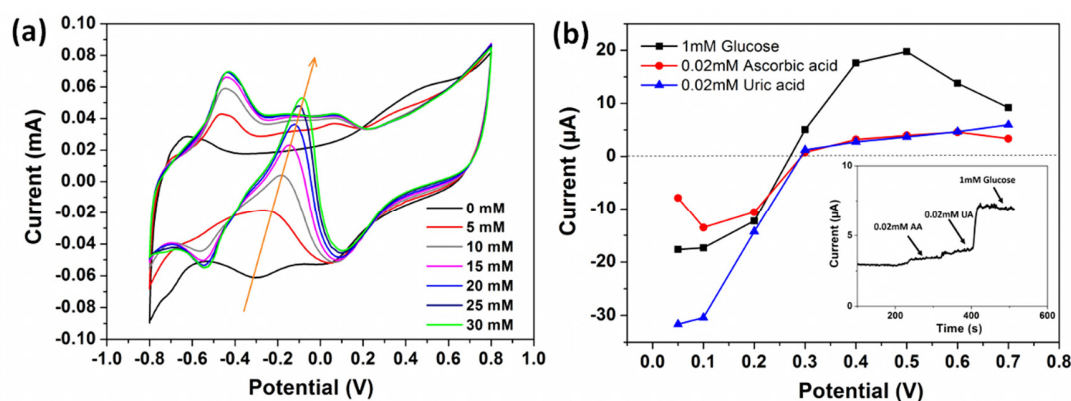 (a)
0.10
0.08
0.06
0.04
0.02
0.00
-0.02
-0.04
-0.06
-0.08
0.10
Current (mA)
0 mM
5 mM
10 mM
15 mM
20 mM
25 mM
30 mM
-1.0 -0.8 -0.6 -0.4 -0.2 0.0 0.2 0.4 0.6 0.8 1.0
Potential (V)
(b)
20
10
0
-10
-20
-30
Current (µA)
1mM Glucose
0.02mM Ascorbic acid
0.02mM Uric acid
10
5
0
Current (µA)
1mM Glucose
0.02mM UA
0.02mM AA
200 400 600
Time (s)
0.0 0.1 0.2 0.3 0.4 0.5 0.6 0.7
Potential (V)